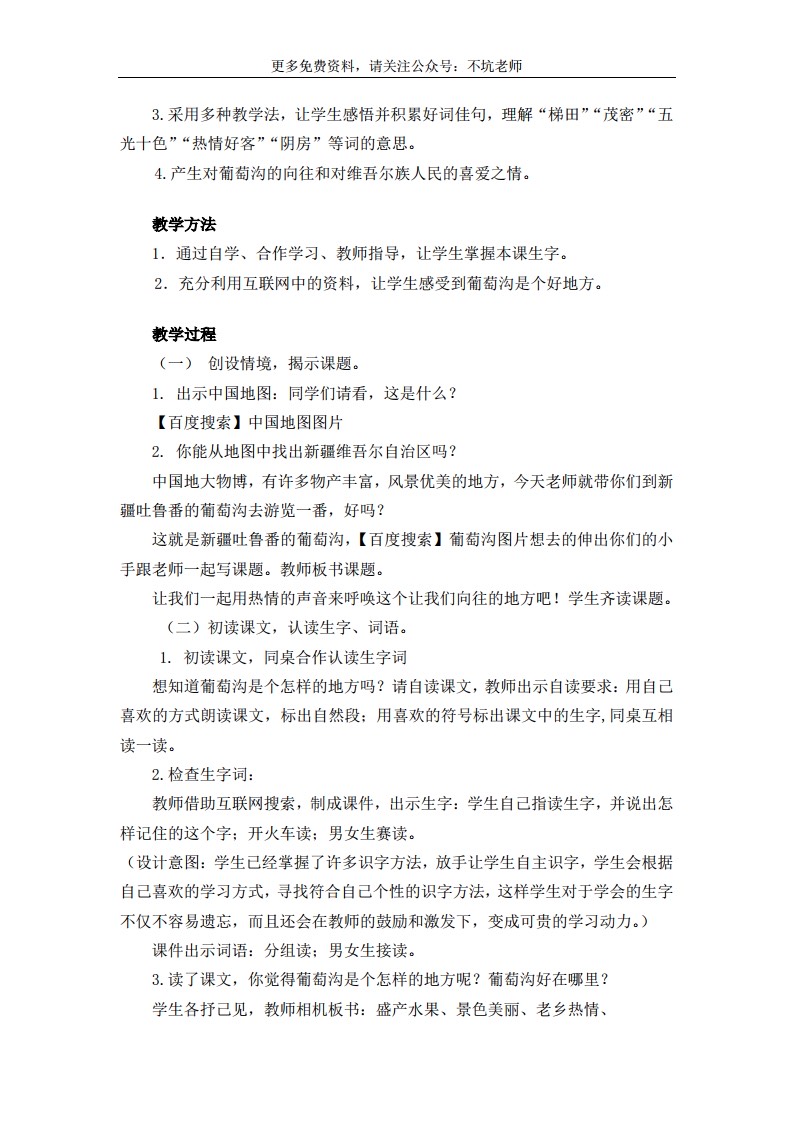 更多免费资料，请关注公众号：不坑老师
3.采用多种教学法，让学生感悟并积累好词佳句，理解“梯田”“茂密”“五
光十色”“热情好客”“阴房”等词的意思。
4.产生对葡萄沟的向往和对维吾尔族人民的喜爱之情。
教学方法
1．通过自学、合作学习、教师指导，让学生掌握本课生字。
2．充分利用互联网中的资料，让学生感受到葡萄沟是个好地方。
教学过程
（一） 创设情境，揭示课题。
1. 出示中国地图：同学们请看，这是什么？
【百度搜索】中国地图图片
2. 你能从地图中找出新疆维吾尔自治区吗？
中国地大物博，有许多物产丰富，风景优美的地方，今天老师就带你们到新
疆吐鲁番的葡萄沟去游览一番，好吗？
这就是新疆吐鲁番的葡萄沟，【百度搜索】葡萄沟图片想去的伸出你们的小
手跟老师一起写课题。教师板书课题。
让我们一起用热情的声音来呼唤这个让我们向往的地方吧！学生齐读课题。
（二）初读课文，认读生字、词语。
1. 初读课文，同桌合作认读生字词
想知道葡萄沟是个怎样的地方吗？请自读课文，教师出示自读要求：用自己
喜欢的方式朗读课文，标出自然段；用喜欢的符号标出课文中的生字,同桌互相
读一读。
2.检查生字词：
教师借助互联网搜索，制成课件，出示生字：学生自己指读生字，并说出怎
样记住的这个字；开火车读；男女生赛读。
（设计意图：学生已经掌握了许多识字方法，放手让学生自主识字，学生会根据
自己喜欢的学习方式，寻找符合自己个性的识字方法，这样学生对于学会的生字
不仅不容易遗忘，而且还会在教师的鼓励和激发下，变成可贵的学习动力。）
课件出示词语：分组读；男女生接读。
3.读了课文，你觉得葡萄沟是个怎样的地方呢？葡萄沟好在哪里？
学生各抒己见，教师相机板书：盛产水果、景色美丽、老乡热情、